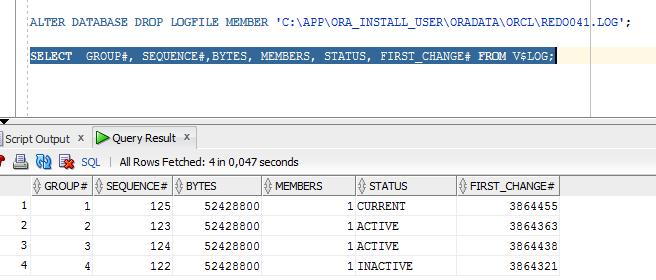 ALTER DATABASE DROP LOGFILE MEMBER 'C:\APP\ORA_INSTALL_USER\ORADATA\ORCL\REDO041.LOG';
SELECT  GROUP#, SEQUENCE#,BYTES, MEMBERS, STATUS, FIRST_CHANGE# FROM V$LOG;
Script Output x Query Result x
SQL | All Rows Fetched: 4 in 0,047 seconds
GROUP# SEQUENCE# BYTES MEMBERS STATUS FIRST_CHANGE#
1 1 125 52428800 1 CURRENT 3864455
2 2 123 52428800 1 ACTIVE 3864363
3 3 124 52428800 1 ACTIVE 3864438
4 4 122 52428800 1 INACTIVE 3864321